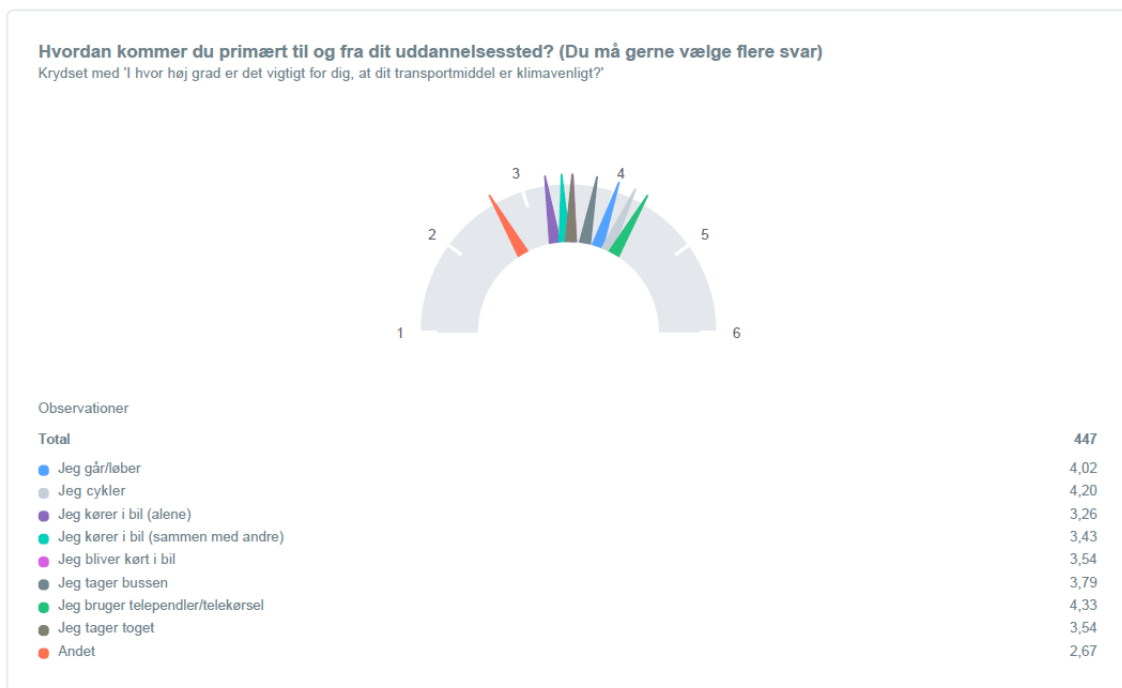 Hvordan kommer du primært til og fra dit uddannelsessted? (Du må gerne vælge flere svar)
Krydset med 'I hvor høj grad er det vigtigt for dig, at dit transportmiddel er klimavenligt?'
3
4
2
5
1
6
Observationer
Total 447
Jeg går/løber 4,02
Jeg cykler 4,20
Jeg kører i bil (alene) 3,26
Jeg kører i bil (sammen med andre) 3,43
Jeg bliver kørt i bil 3,54
Jeg tager bussen 3,79
Jeg bruger telependler/telekørsel 4,33
Jeg tager toget 3,54
Andet 2,67